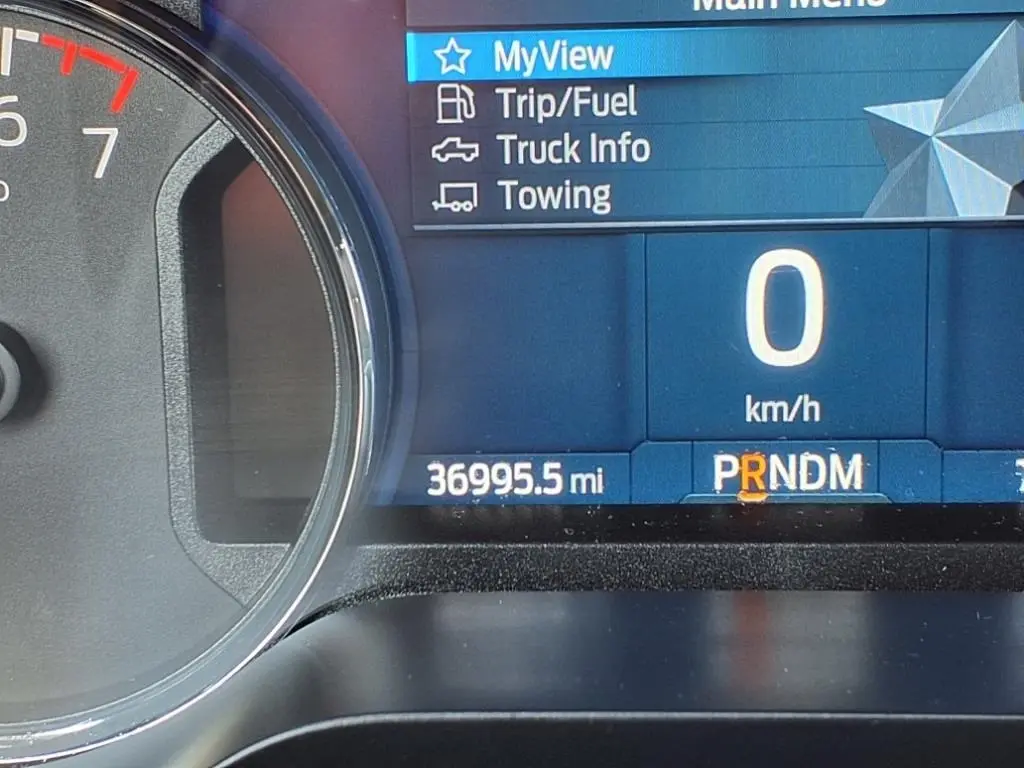 Main Menu
MyView
Trip/Fuel
Truck Info
Towing
6
7
0
km/h
36995.5 mi
PRNDM